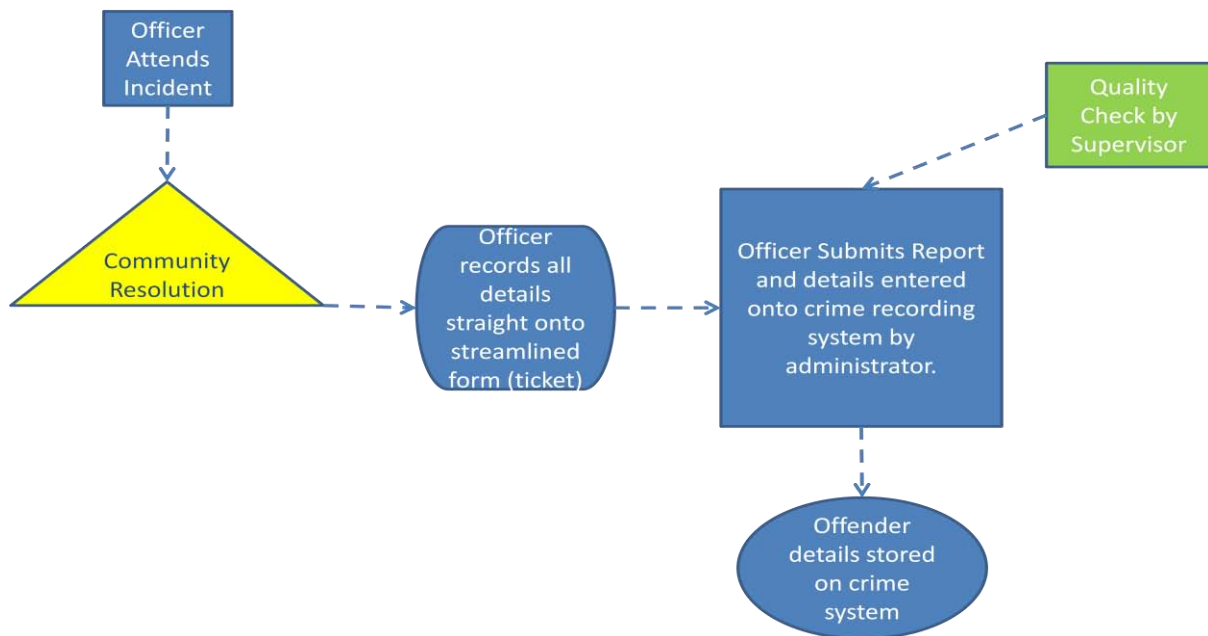 Officer
Attends
Incident
Quality
Check by
Supervisor
Community
Resolution
Officer
records all
details
straight onto
streamlined
form (ticket)
Officer Submits Report
and details entered
onto crime recording
system by
administrator.
Offender
details stored
on crime
system